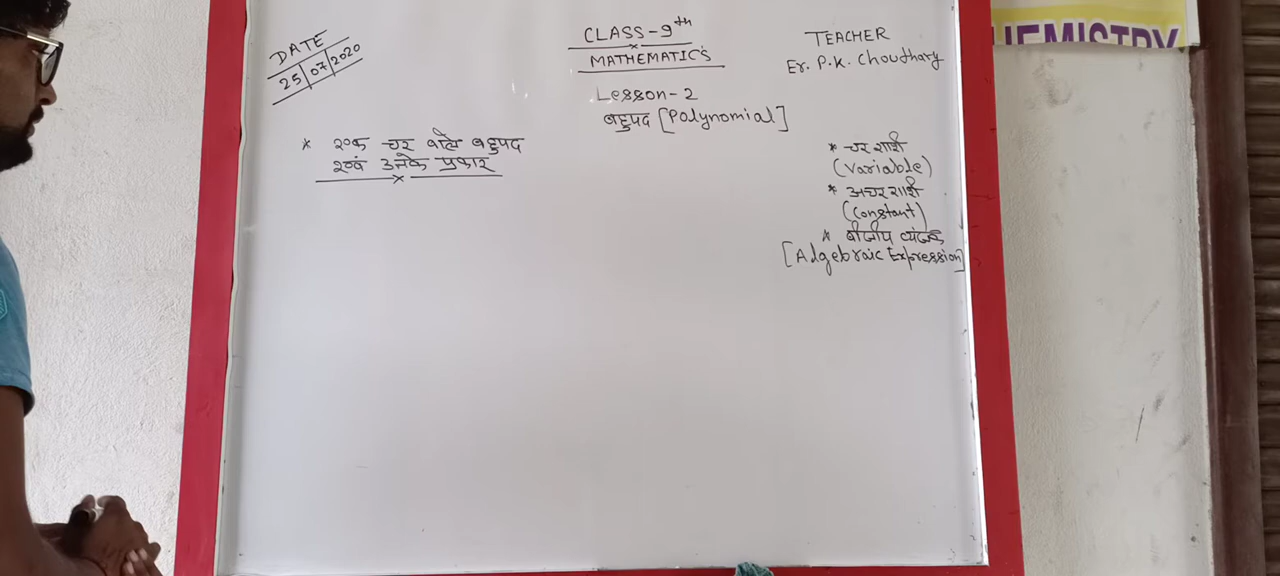 DATE
25/07/2020
CLASS-9th
MATHEMATICS
Lesson-2
बहुपद [Polynomial]
TEACHER
Er. P.K. Choudhary
* एक चर वाले बहुपद
एवं उनके प्रकार
* चर राशी
(Variable)
* अचर राशी
(Constant)
* बीजीय व्यंजक
[Algebraic Expression]
HEMISTRY